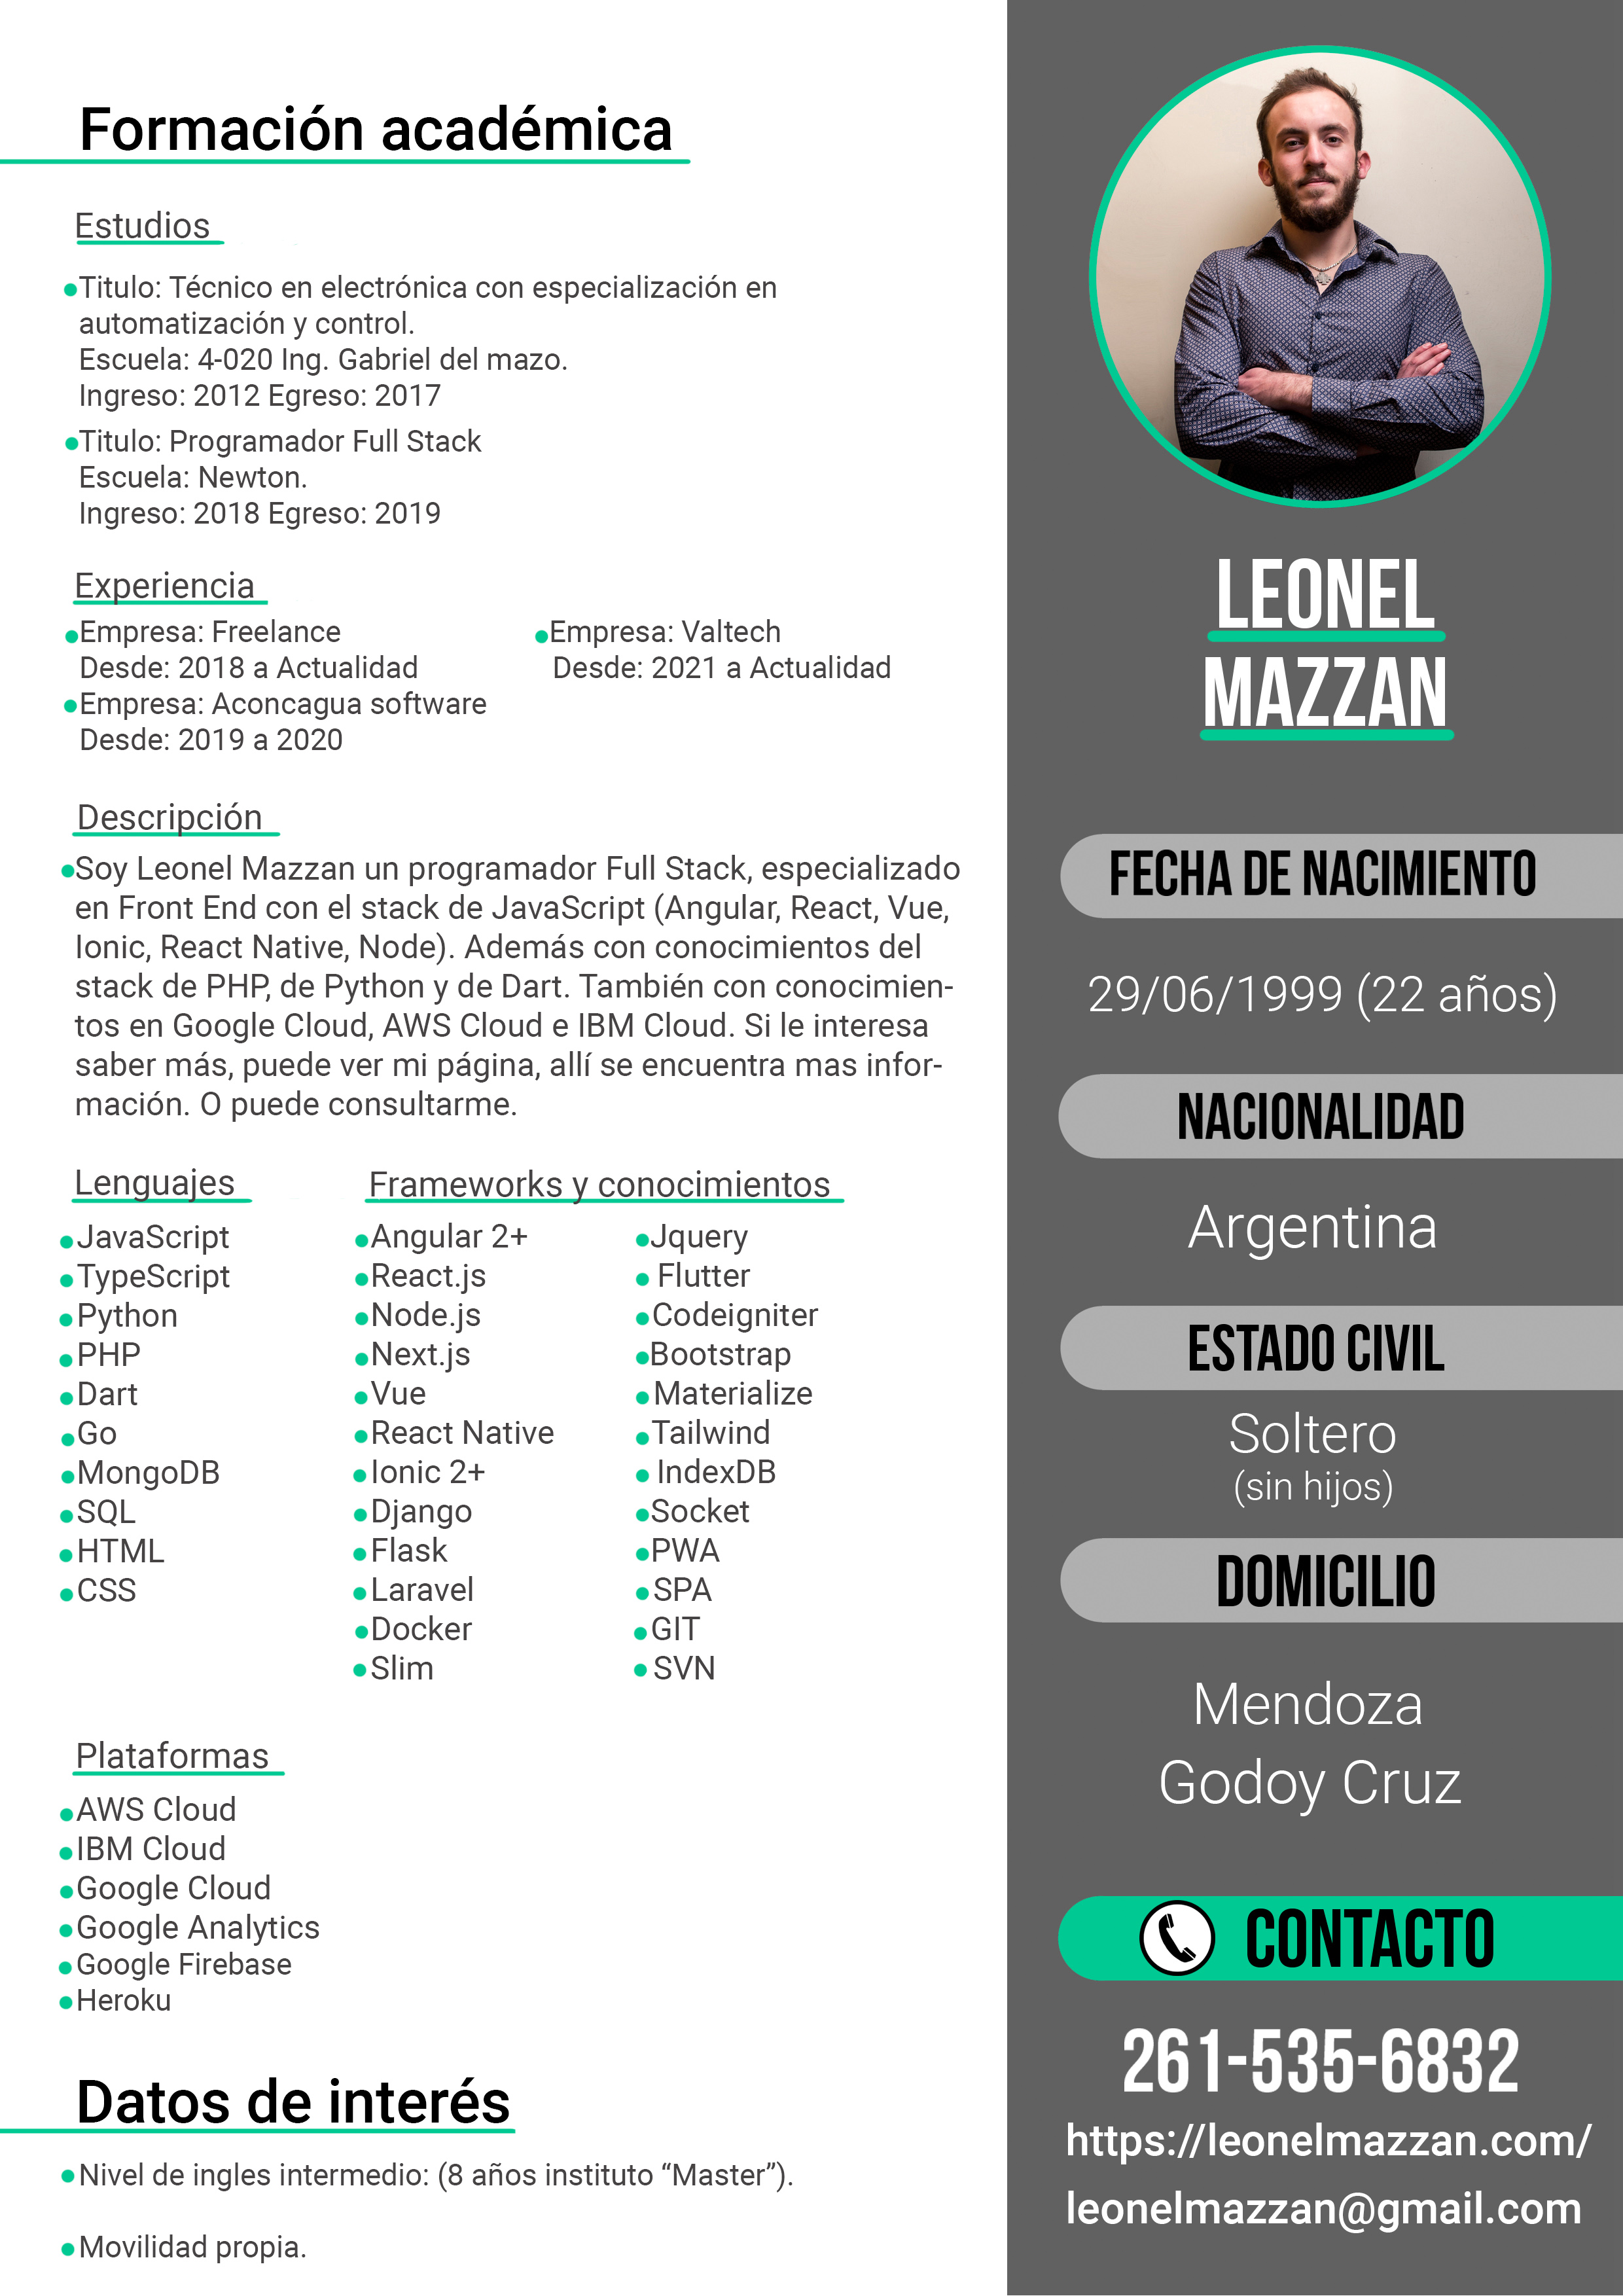 Formación académica
Estudios
Titulo: Técnico en electrónica con especialización en
automatización y control.
Escuela: 4-020 Ing. Gabriel del mazo.
Ingreso: 2012 Egreso: 2017
Titulo: Programador Full Stack
Escuela: Newton.
Ingreso: 2018 Egreso: 2019
Experiencia
Empresa: Freelance
Desde: 2018 a Actualidad
Empresa: Aconcagua software
Desde: 2019 a 2020
Empresa: Valtech
Desde: 2021 a Actualidad
Descripción
Soy Leonel Mazzan un programador Full Stack, especializado
en Front End con el stack de JavaScript (Angular, React, Vue,
Ionic, React Native, Node). Además con conocimientos del
stack de PHP, de Python y de Dart. También con conocimien-
tos en Google Cloud, AWS Cloud e IBM Cloud. Si le interesa
saber más, puede ver mi página, allí se encuentra mas infor-
mación. O puede consultarme.
Lenguajes
JavaScript
TypeScript
Python
PHP
Dart
Go
MongoDB
SQL
HTML
CSS
Frameworks y conocimientos
Angular 2+
React.js
Node.js
Next.js
Vue
React Native
Ionic 2+
Django
Flask
Laravel
Docker
Slim
Jquery
Flutter
Codeigniter
Bootstrap
Materialize
Tailwind
IndexDB
Socket
PWA
SPA
GIT
SVN
Plataformas
AWS Cloud
IBM Cloud
Google Cloud
Google Analytics
Google Firebase
Heroku
Datos de interés
Nivel de ingles intermedio: (8 años instituto “Master”).
Movilidad propia.
LEONEL
MAZZAN
FECHA DE NACIMIENTO
29/06/1999 (22 años)
NACIONALIDAD
Argentina
ESTADO CIVIL
Soltero
(sin hijos)
DOMICILIO
Mendoza
Godoy Cruz
CONTACTO
261-535-6832
https://leonelmazzan.com/
leonelmazzan@gmail.com